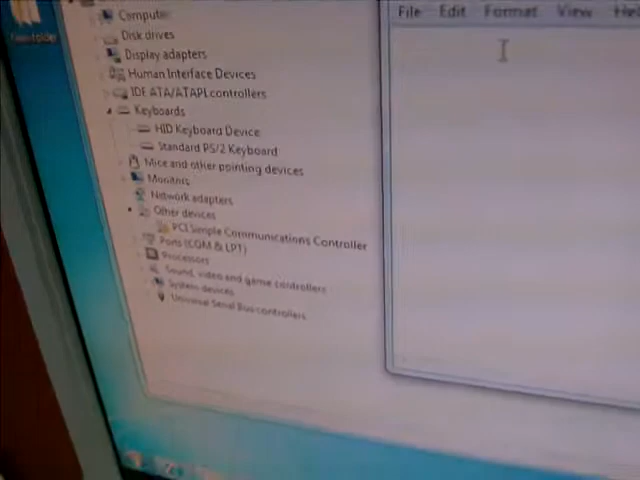 File Edit Format View
Computer
Disk drives
Display adapters
Human Interface Devices
IDE ATA/ATAPI controllers
Keyboards
HID Keyboard Device
Standard PS/2 Keyboard
Mice and other pointing devices
Monitors
Network adapters
Other devices
PCI Simple Communications Controller
Ports (COM & LPT)
Processors
Sound, video and game controllers
System devices
Universal Serial Bus controllers